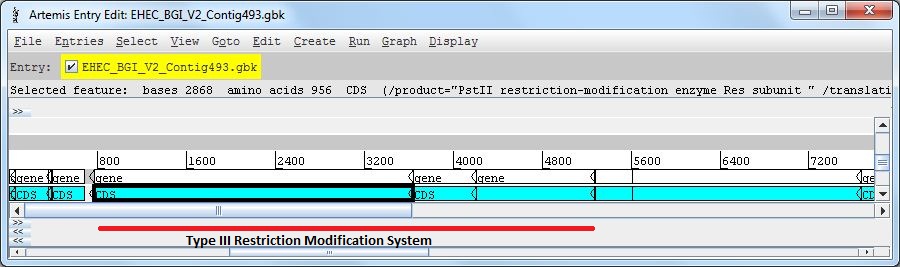 Artemis Entry Edit: EHEC_BGI_V2_Contig493.gbk
File Entries Select View Goto Edit Create Run Graph Display
Entry: EHEC_BGI_V2_Contig493.gbk
Selected feature: bases 2868 amino acids 956 CDS (/product="PstII restriction-modification enzyme Res subunit " /translati
>>
800 1600 2400 3200 4000 4800 5600 6400 7200
gene gene gene gene gene ge
CDS CDS CDS CDS CDS CD
>>
<<
<<
Type III Restriction Modification System